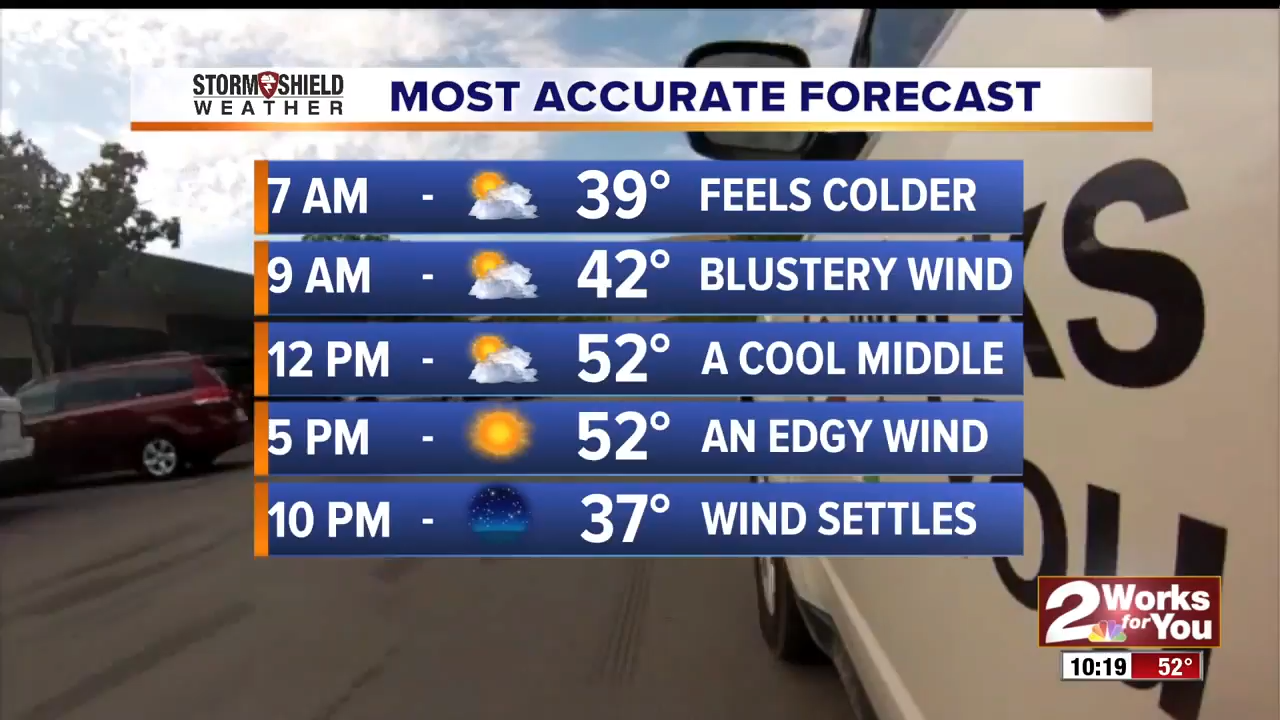 STORM SHIELD
WEATHER
MOST ACCURATE FORECAST
7 AM - 39° FEELS COLDER
9 AM - 42° BLUSTERY WIND
12 PM - 52° A COOL MIDDLE
5 PM - 52° AN EDGY WIND
10 PM - 37° WIND SETTLES
2 Works
for You
10:19 52°